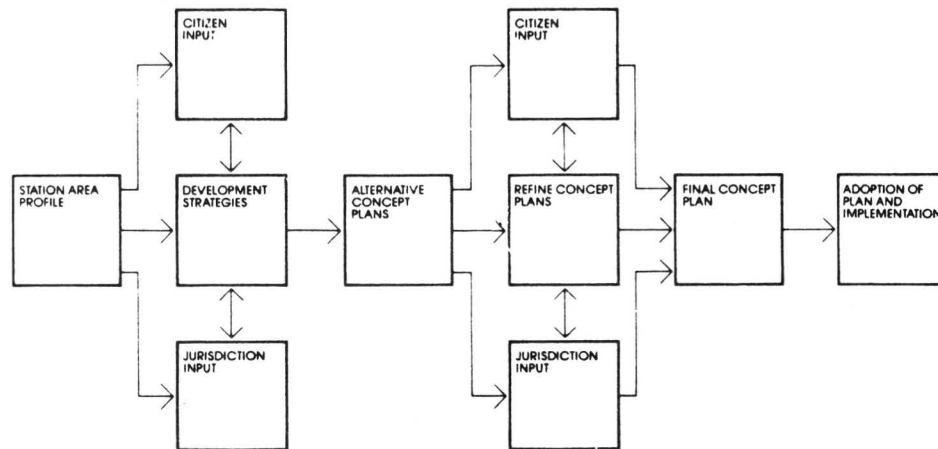 CITIZEN
INPUT
CITIZEN
INPUT
STATION AREA
PROFILE
DEVELOPMENT
STRATEGIES
ALTERNATIVE
CONCEPT
PLANS
REFINE CONCEPT
PLANS
FINAL CONCEPT
PLAN
ADOPTION OF
PLAN AND
IMPLEMENTATION
JURISDICTION
INPUT
JURISDICTION
INPUT